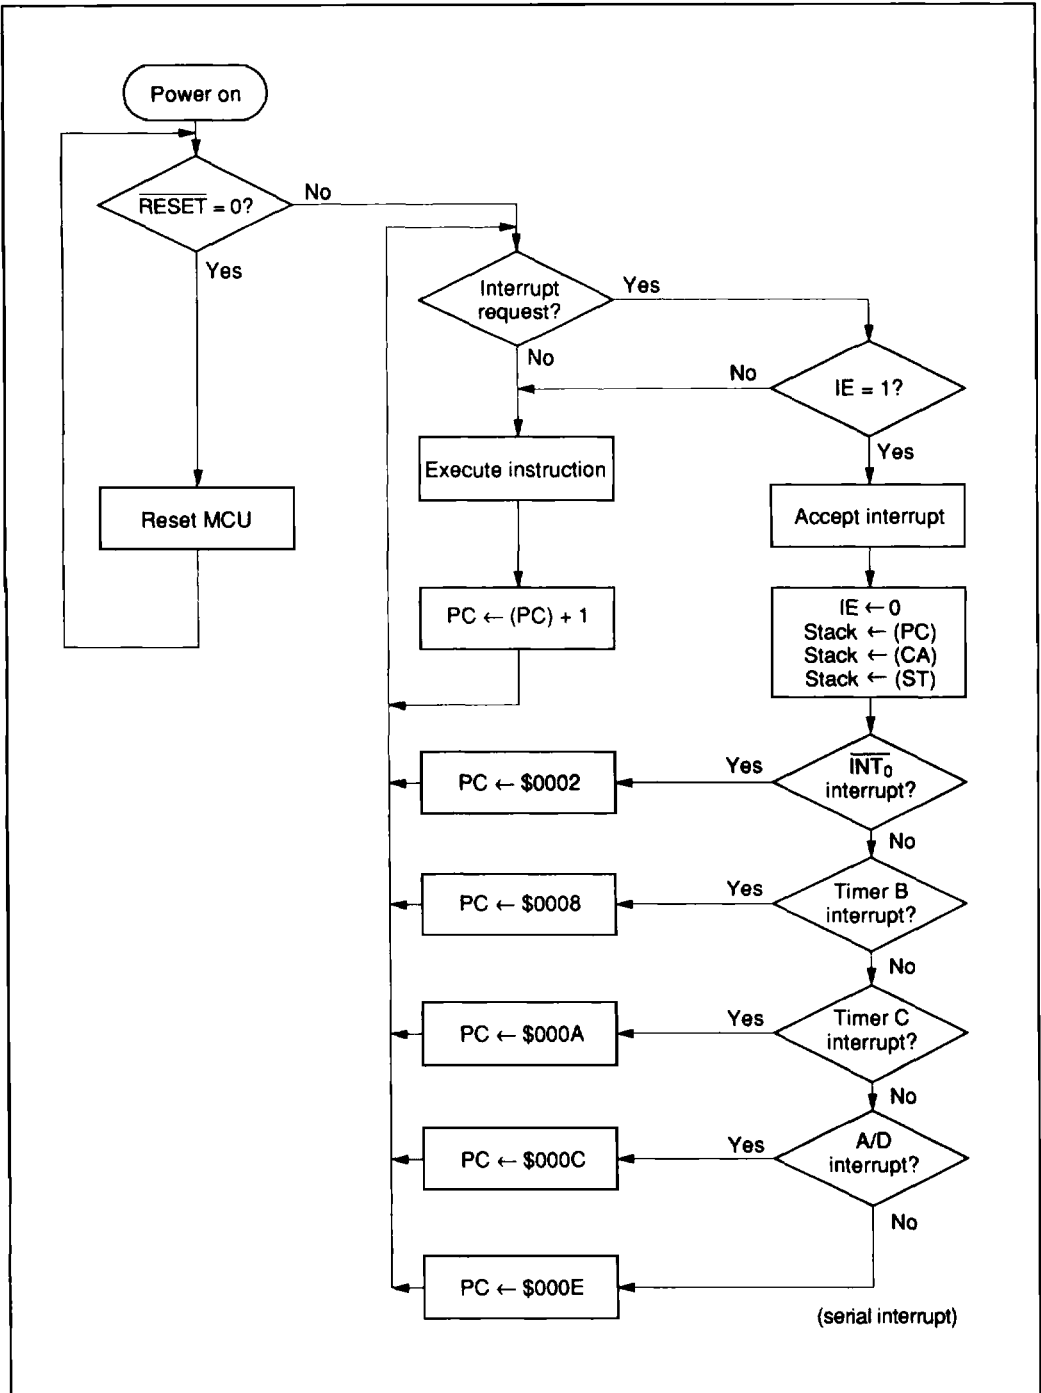 Power on
RESET = 0?
No
Yes
Reset MCU
Interrupt
request?
Yes
No
IE = 1?
No
Yes
Execute instruction
Accept interrupt
PC ← (PC) + 1
IE ← 0
Stack ← (PC)
Stack ← (CA)
Stack ← (ST)
INT₀
interrupt?
Yes
PC ← $0002
No
Timer B
interrupt?
Yes
PC ← $0008
No
Timer C
interrupt?
Yes
PC ← $000A
No
A/D
interrupt?
Yes
PC ← $000C
No
PC ← $000E
(serial interrupt)